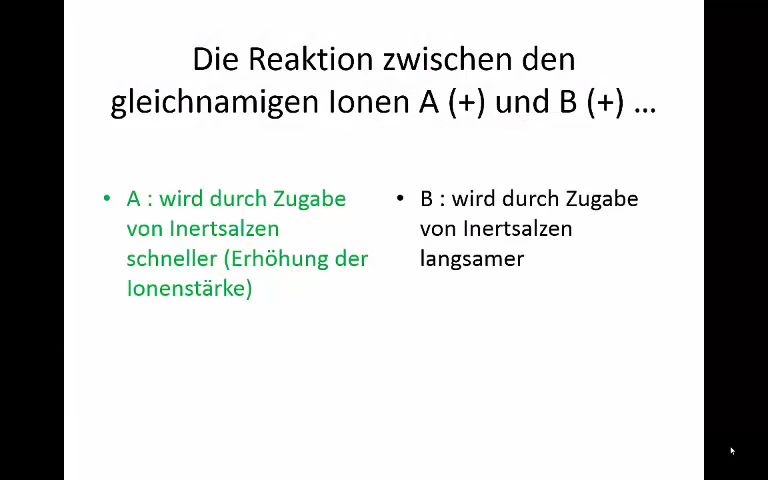 Die Reaktion zwischen den
gleichnamigen Ionen A (+) und B (+) ...
• A : wird durch Zugabe
von Inertsalzen
schneller (Erhöhung der
Ionenstärke)
• B : wird durch Zugabe
von Inertsalzen
langsamer